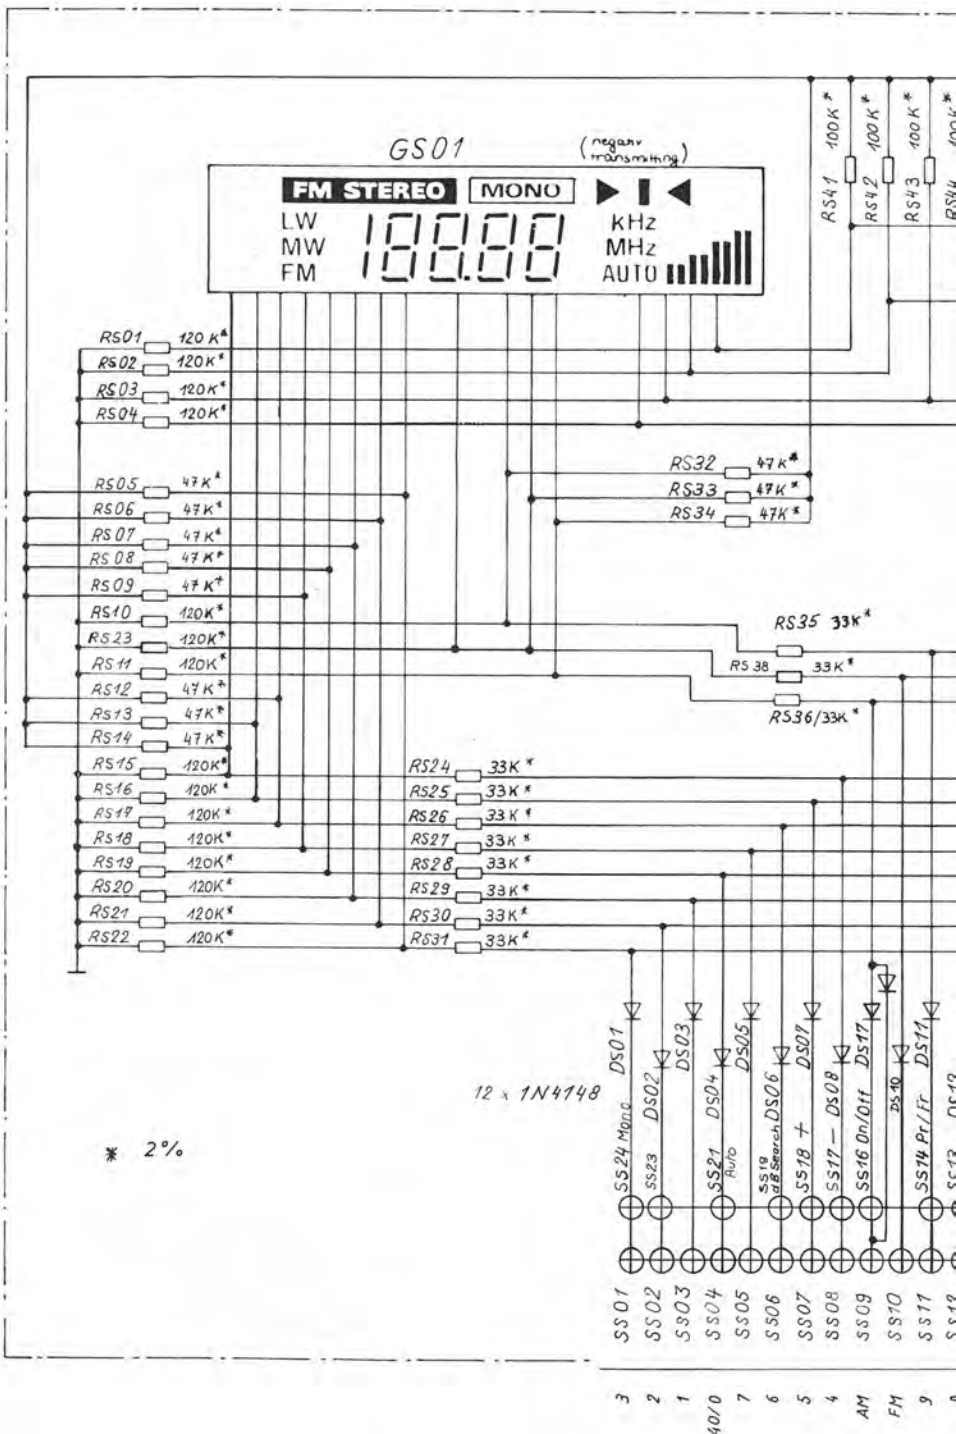 GS01
(negativ
transmitting)
FM STEREO MONO
LW KHz
MW 188.88 MHz
FM AUTO
RS41 100K*
RS42 100K*
RS43 100K*
RS44 100K*
RS01 120K*
RS02 120K*
RS03 120K*
RS04 120K*
RS05 47K*
RS06 47K*
RS07 47K*
RS08 47K*
RS09 47K*
RS10 120K*
RS23 120K*
RS11 120K*
RS12 47K*
RS13 47K*
RS14 47K*
RS15 120K*
RS16 120K*
RS17 120K*
RS18 120K*
RS19 120K*
RS20 120K*
RS21 120K*
RS22 120K*
RS32 47K*
RS33 47K*
RS34 47K*
RS35 33K*
RS38 33K*
RS36/33K*
RS24 33K*
RS25 33K*
RS26 33K*
RS27 33K*
RS28 33K*
RS29 33K*
RS30 33K*
RS31 33K*
12 x 1N4148
* 2%
DS01
DS02
DS03
DS04
DS05
DS06
DS07
DS08
DS17
DS10
DS11
SS24 Mono
SS23
SS21
Auto
SS19
dB Search
SS18 +
SS17 —
SS16 On/Off
SS14 Pr/Fr
SS13
SS01
SS02
SS03
SS04
SS05
SS06
SS07
SS08
SS09
SS10
SS11
SS12
3
2
1
40/0
7
6
5
4
AM
FM
9